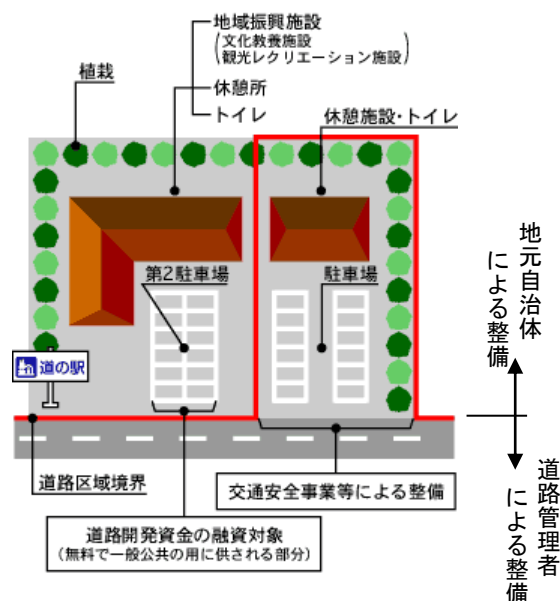 地域振興施設
(文化教養施設
観光レクリエーション施設)
植栽
休憩所
トイレ
休憩施設・トイレ
第2駐車場
駐車場
道の駅
地元自治体
による整備
道路区域境界
交通安全事業等による整備
道路開発資金の融資対象
(無料で一般公共の用に供される部分)
道路管理者
による整備